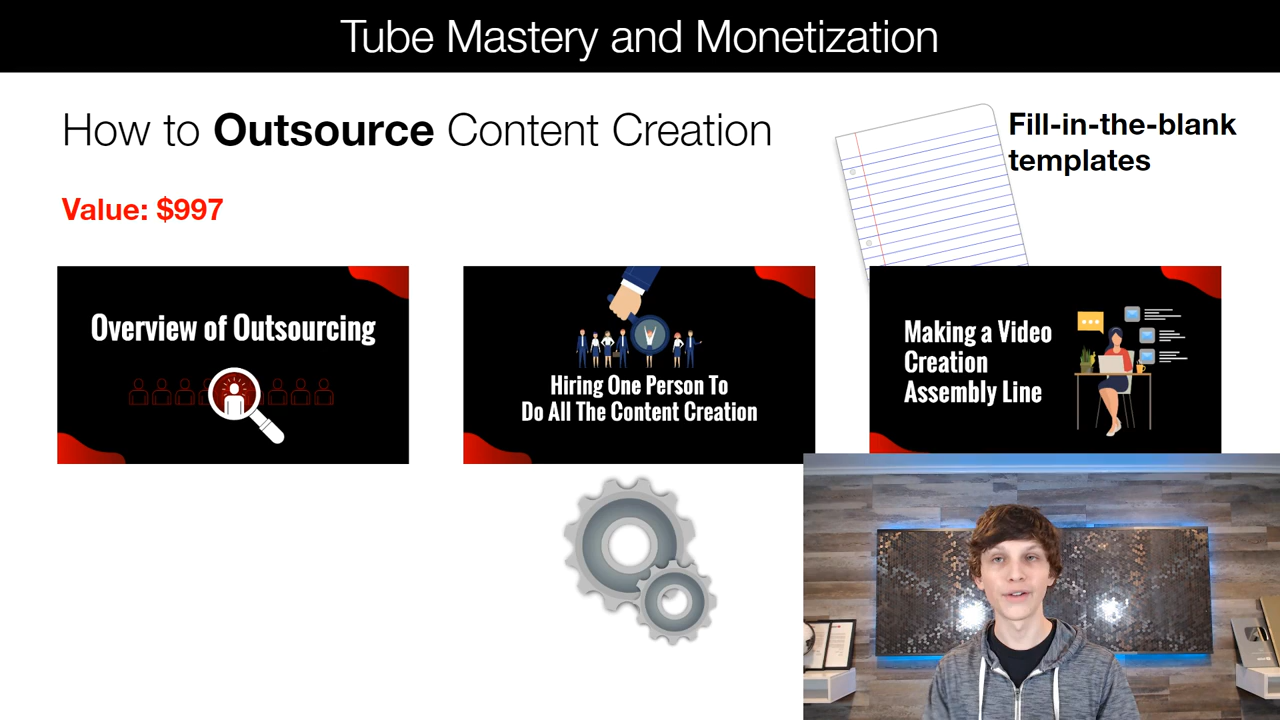 Tube Mastery and Monetization
How to Outsource Content Creation
Fill-in-the-blank
templates
Value: $997
Overview of Outsourcing
Hiring One Person To
Do All The Content Creation
Making a Video
Creation
Assembly Line